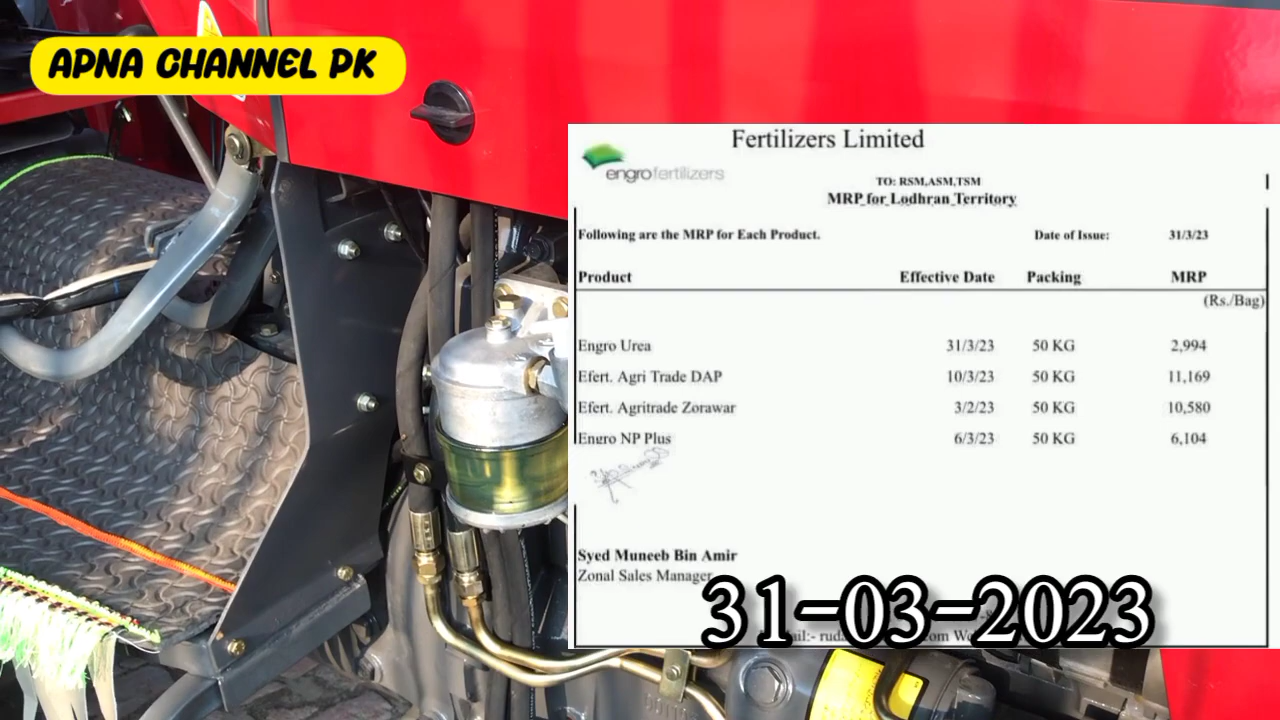 APNA CHANNEL PK
Fertilizers Limited
engrofertilizers
TO: RSM,ASM,TSM
MRP for Lodhran Territory
Following are the MRP for Each Product. Date of Issue: 31/3/23
Product Effective Date Packing MRP
(Rs./Bag)
Engro Urea 31/3/23 50 KG 2,994
Efert. Agri Trade DAP 10/3/23 50 KG 11,169
Efert. Agritrade Zorawar 3/2/23 50 KG 10,580
Engro NP Plus 6/3/23 50 KG 6,104
Syed Muneeb Bin Amir
Zonal Sales Manager
31-03-2023